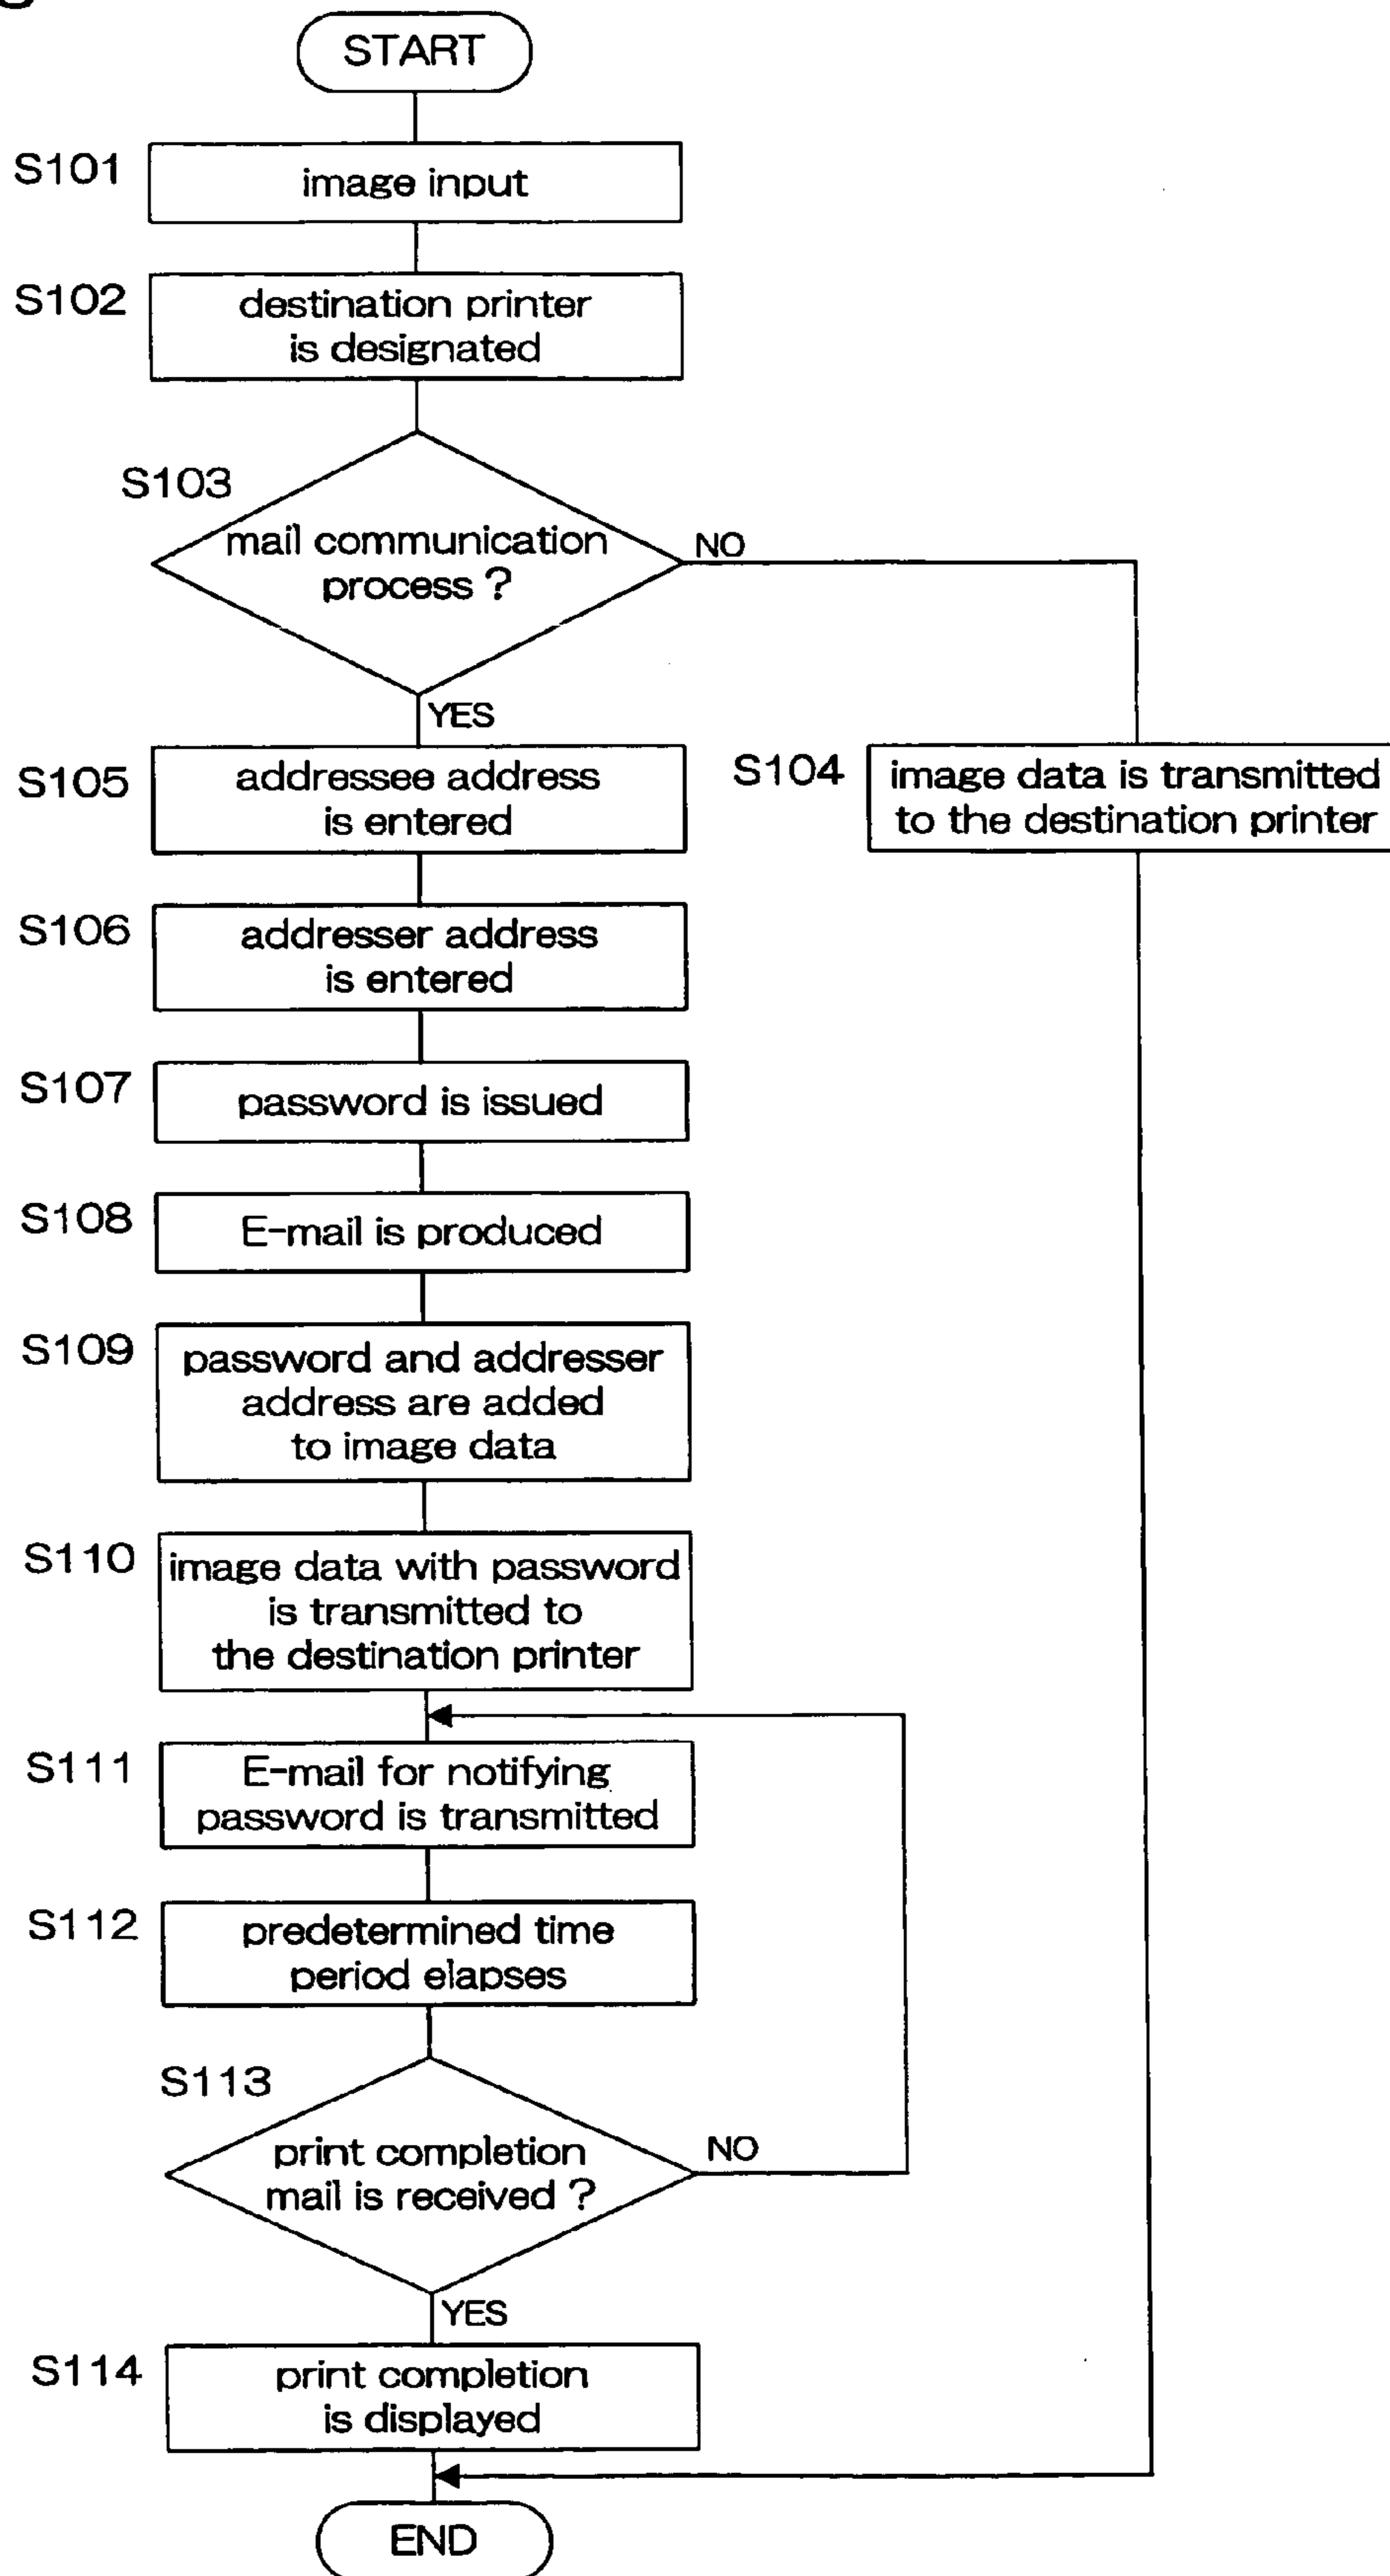 START
S101
image input
S102
destination printer
is designated
S103
mail communication
process ?
NO
YES
S105
addressee address
is entered
S104
image data is transmitted
to the destination printer
S106
addresser address
is entered
S107
password is issued
S108
E-mail is produced
S109
password and addresser
address are added
to image data
S110
image data with password
is transmitted to
the destination printer
S111
E-mail for notifying
password is transmitted
S112
predetermined time
period elapses
S113
print completion
mail is received ?
NO
YES
S114
print completion
is displayed
END